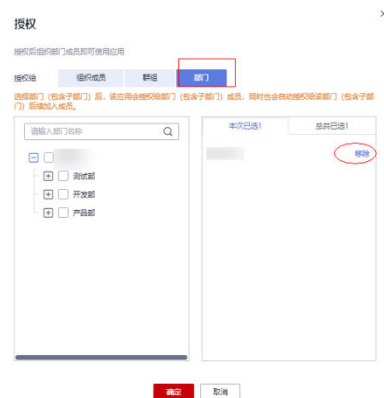 授权
授权后组织部门成员即可使用应用
授权给 组织成员 群组 部门
选择部门（包含子部门）后，该应用会授权给部门（包含子部门）成员，同时也会自动授权给该部门（包含子部
门）后续加入成员。
请输入部门名称
本次已选1 总共已选1
移除
测试部
开发部
产品部
确定 取消